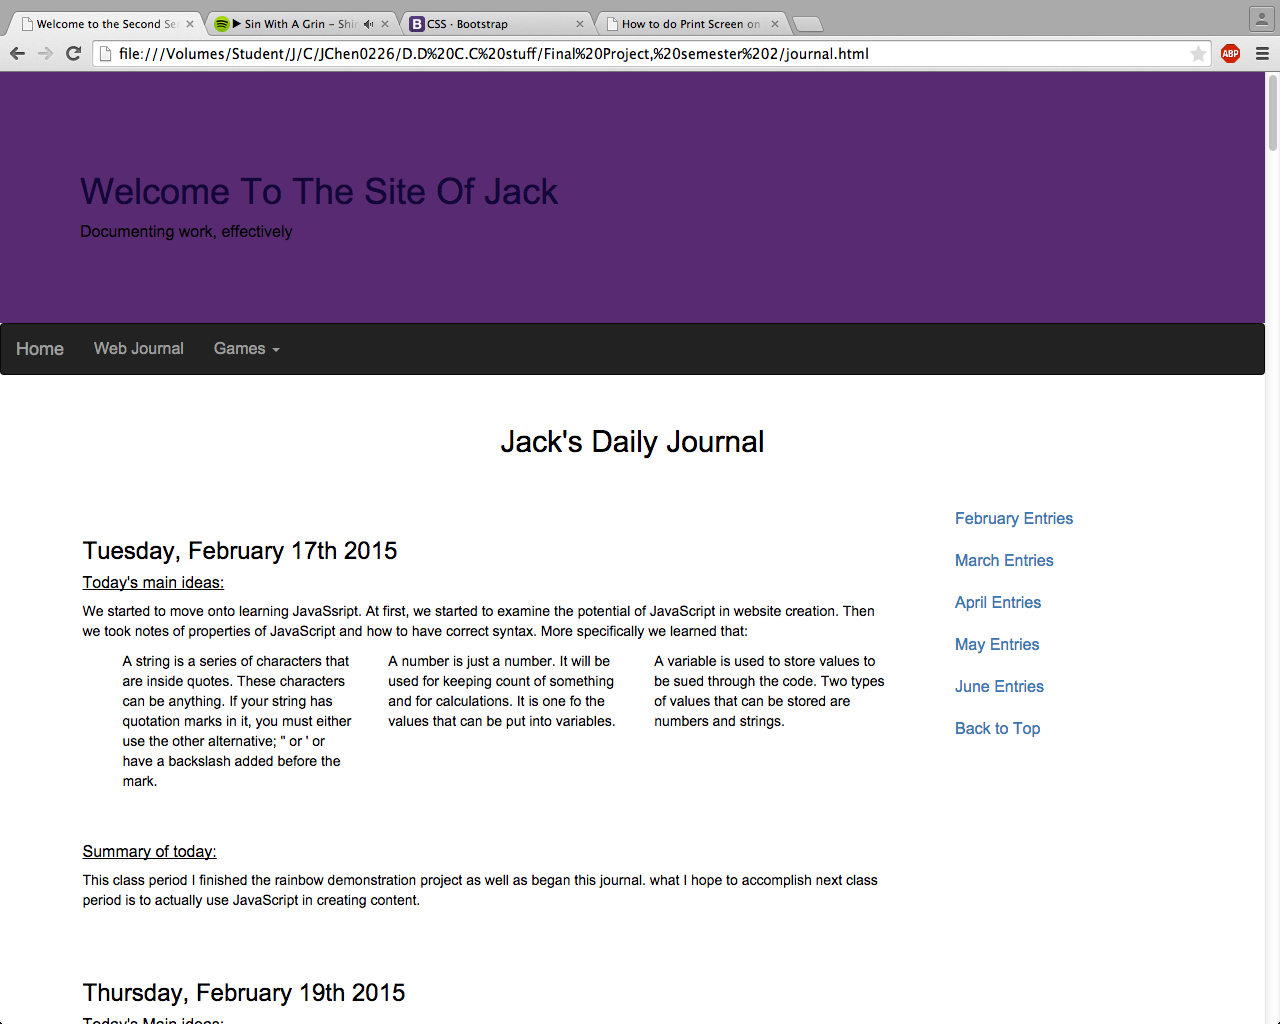 Welcome to the Second Se
Sin With A Grin – Shi
CSS · Bootstrap
How to do Print Screen on
file:///Volumes/Student/J/C/JChen0226/D.D%20C.C%20stuff/Final%20Project,%20semester%202/journal.html
ABP
Welcome To The Site Of Jack
Documenting work, effectively
Home Web Journal Games
Jack's Daily Journal
February Entries
March Entries
April Entries
May Entries
June Entries
Back to Top
Tuesday, February 17th 2015
Today's main ideas:
We started to move onto learning JavaSsript. At first, we started to examine the potential of JavaScript in website creation. Then
we took notes of properties of JavaScript and how to have correct syntax. More specifically we learned that:
A string is a series of characters that
are inside quotes. These characters
can be anything. If your string has
quotation marks in it, you must either
use the other alternative; " or ' or
have a backslash added before the
mark.
A number is just a number. It will be
used for keeping count of something
and for calculations. It is one fo the
values that can be put into variables.
A variable is used to store values to
be sued through the code. Two types
of values that can be stored are
numbers and strings.
Summary of today:
This class period I finished the rainbow demonstration project as well as began this journal. what I hope to accomplish next class
period is to actually use JavaScript in creating content.
Thursday, February 19th 2015
Today's Main ideas: